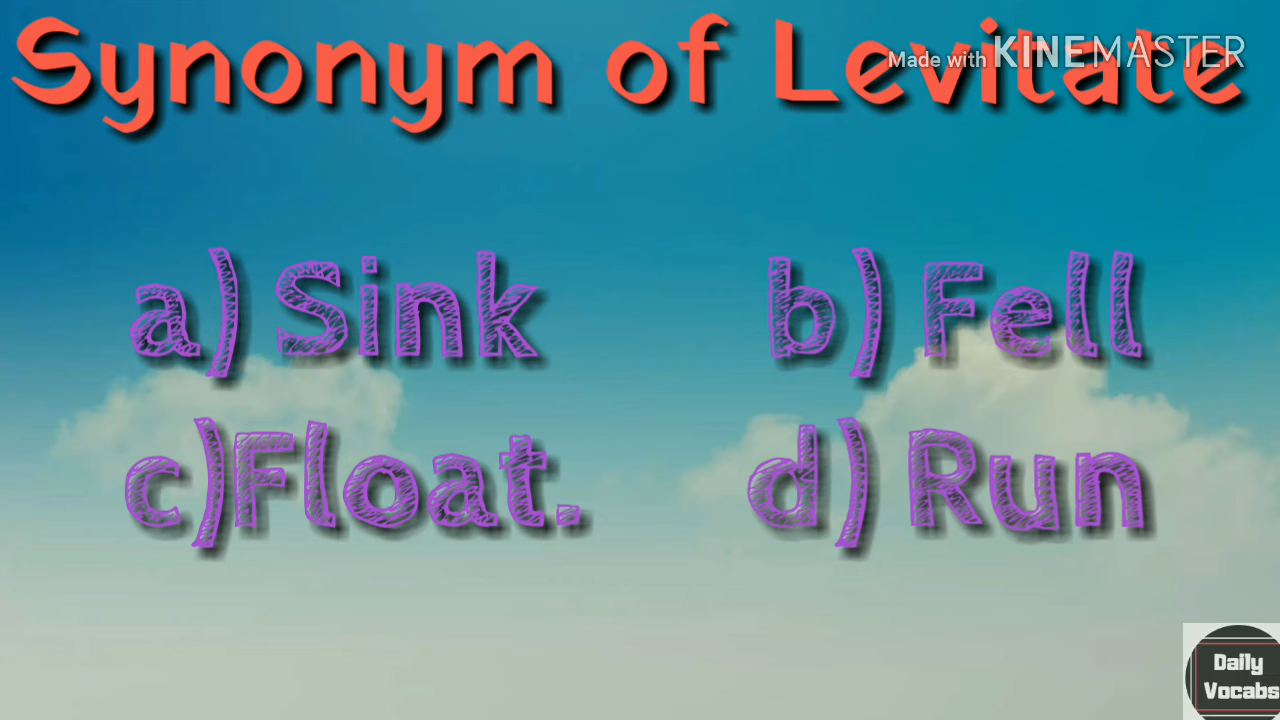 Synonym of Levitate
Made with KINEMASTER
a) Sink
b) Fell
c)Float.
d) Run
Daily
Vocabs